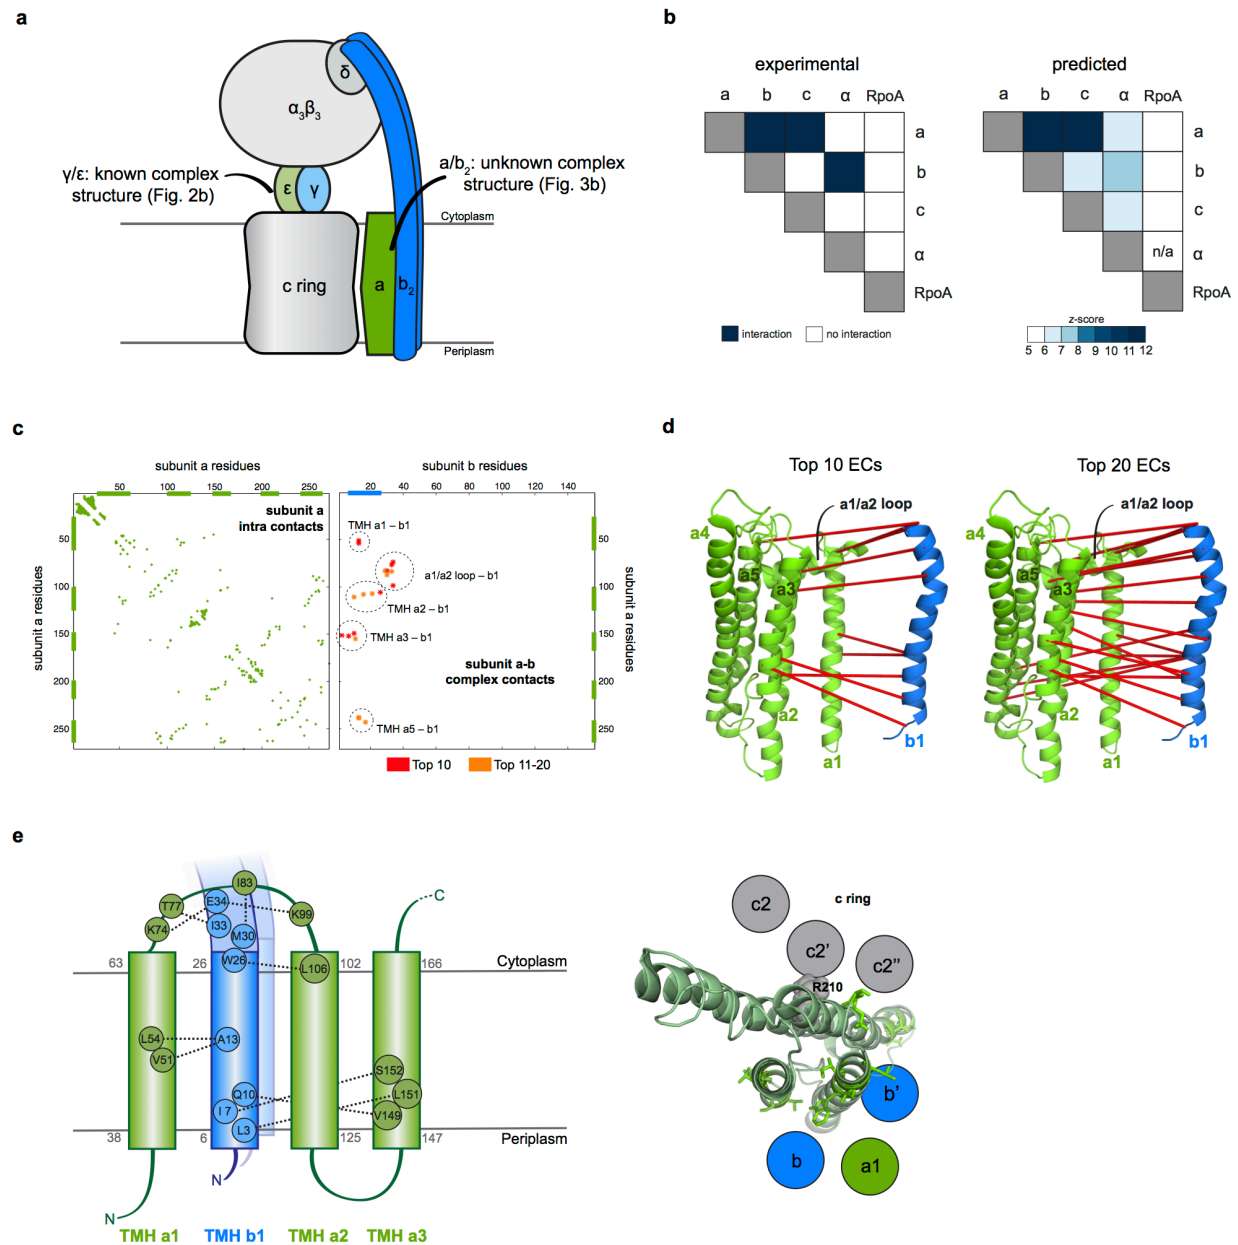 a
δ
α3β3
γ/ε: known complex
structure (Fig. 2b)
a/b2: unknown complex
structure (Fig. 3b)
ε
γ
Cytoplasm
c ring
a
b2
Periplasm
b
experimental
predicted
a b c α RpoA
a b c α RpoA
a
b
c
α
RpoA
a
b
c
n/a
α
RpoA
interaction
no interaction
z-score
5 6 7 8 9 10 11 12
c
subunit a residues
subunit b residues
50 100 150 200 250
20 40 60 80 100 120 140
subunit a
intra contacts
TMH a1 – b1
a1/a2 loop – b1
TMH a2 – b1
TMH a3 – b1
subunit a-b
complex contacts
TMH a5 – b1
50
100
150
200
250
subunit a residues
50
100
150
200
250
subunit a residues
Top 10
Top 11-20
d
Top 10 ECs
Top 20 ECs
a1/a2 loop
a4
a5
a3
a2
a1
b1
a1/a2 loop
a4
a5
a3
a2
a1
b1
e
I83
T77
E34
K99
K74
I33
M30
C
63
26
W26
L106
102
166
Cytoplasm
L54
A13
V51
S152
Q10
L151
I 7
V149
L3
38
6
125
147
Periplasm
N
N
TMH a1
TMH b1
TMH a2
TMH a3
c2
c ring
c2'
c2''
R210
b'
b
a1